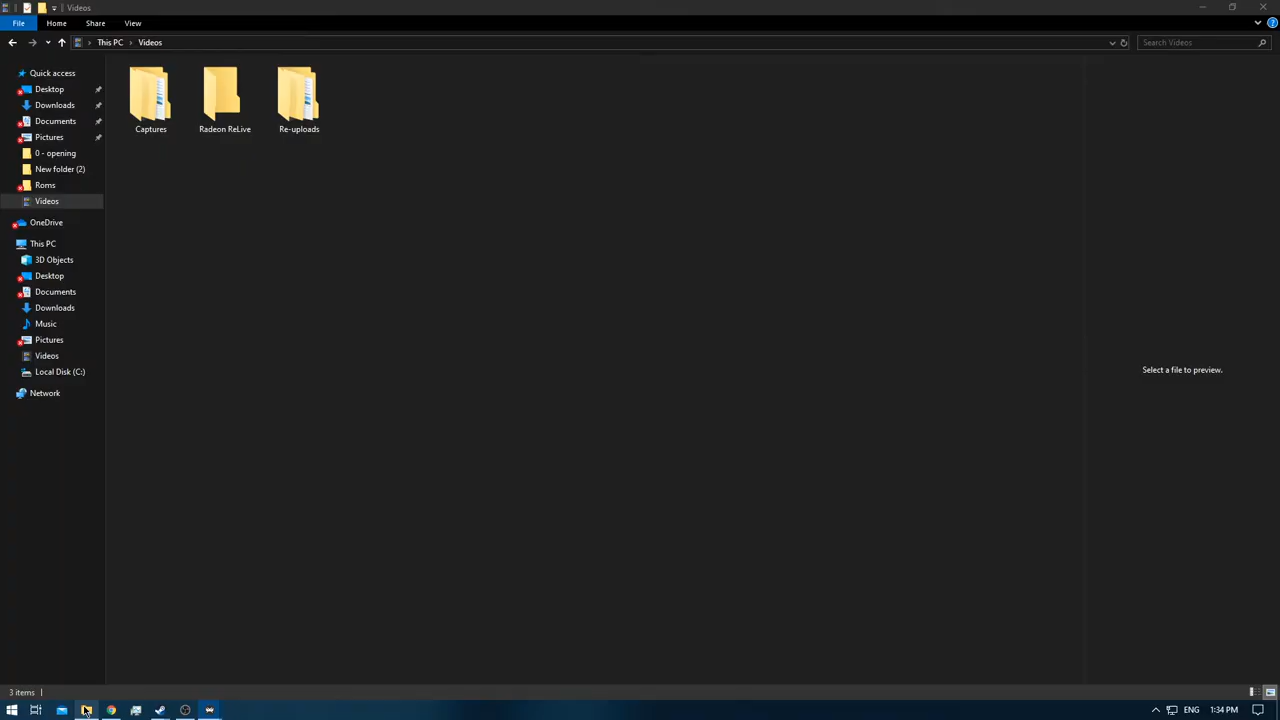 Videos
File
Home
Share
View
This PC
Videos
Search Videos
Quick access
Desktop
Downloads
Documents
Pictures
0 - opening
New folder (2)
Roms
Videos
OneDrive
This PC
3D Objects
Desktop
Documents
Downloads
Music
Pictures
Videos
Local Disk (C:)
Network
Captures
Radeon ReLive
Re-uploads
Select a file to preview.
3 items
ENG
1:34 PM